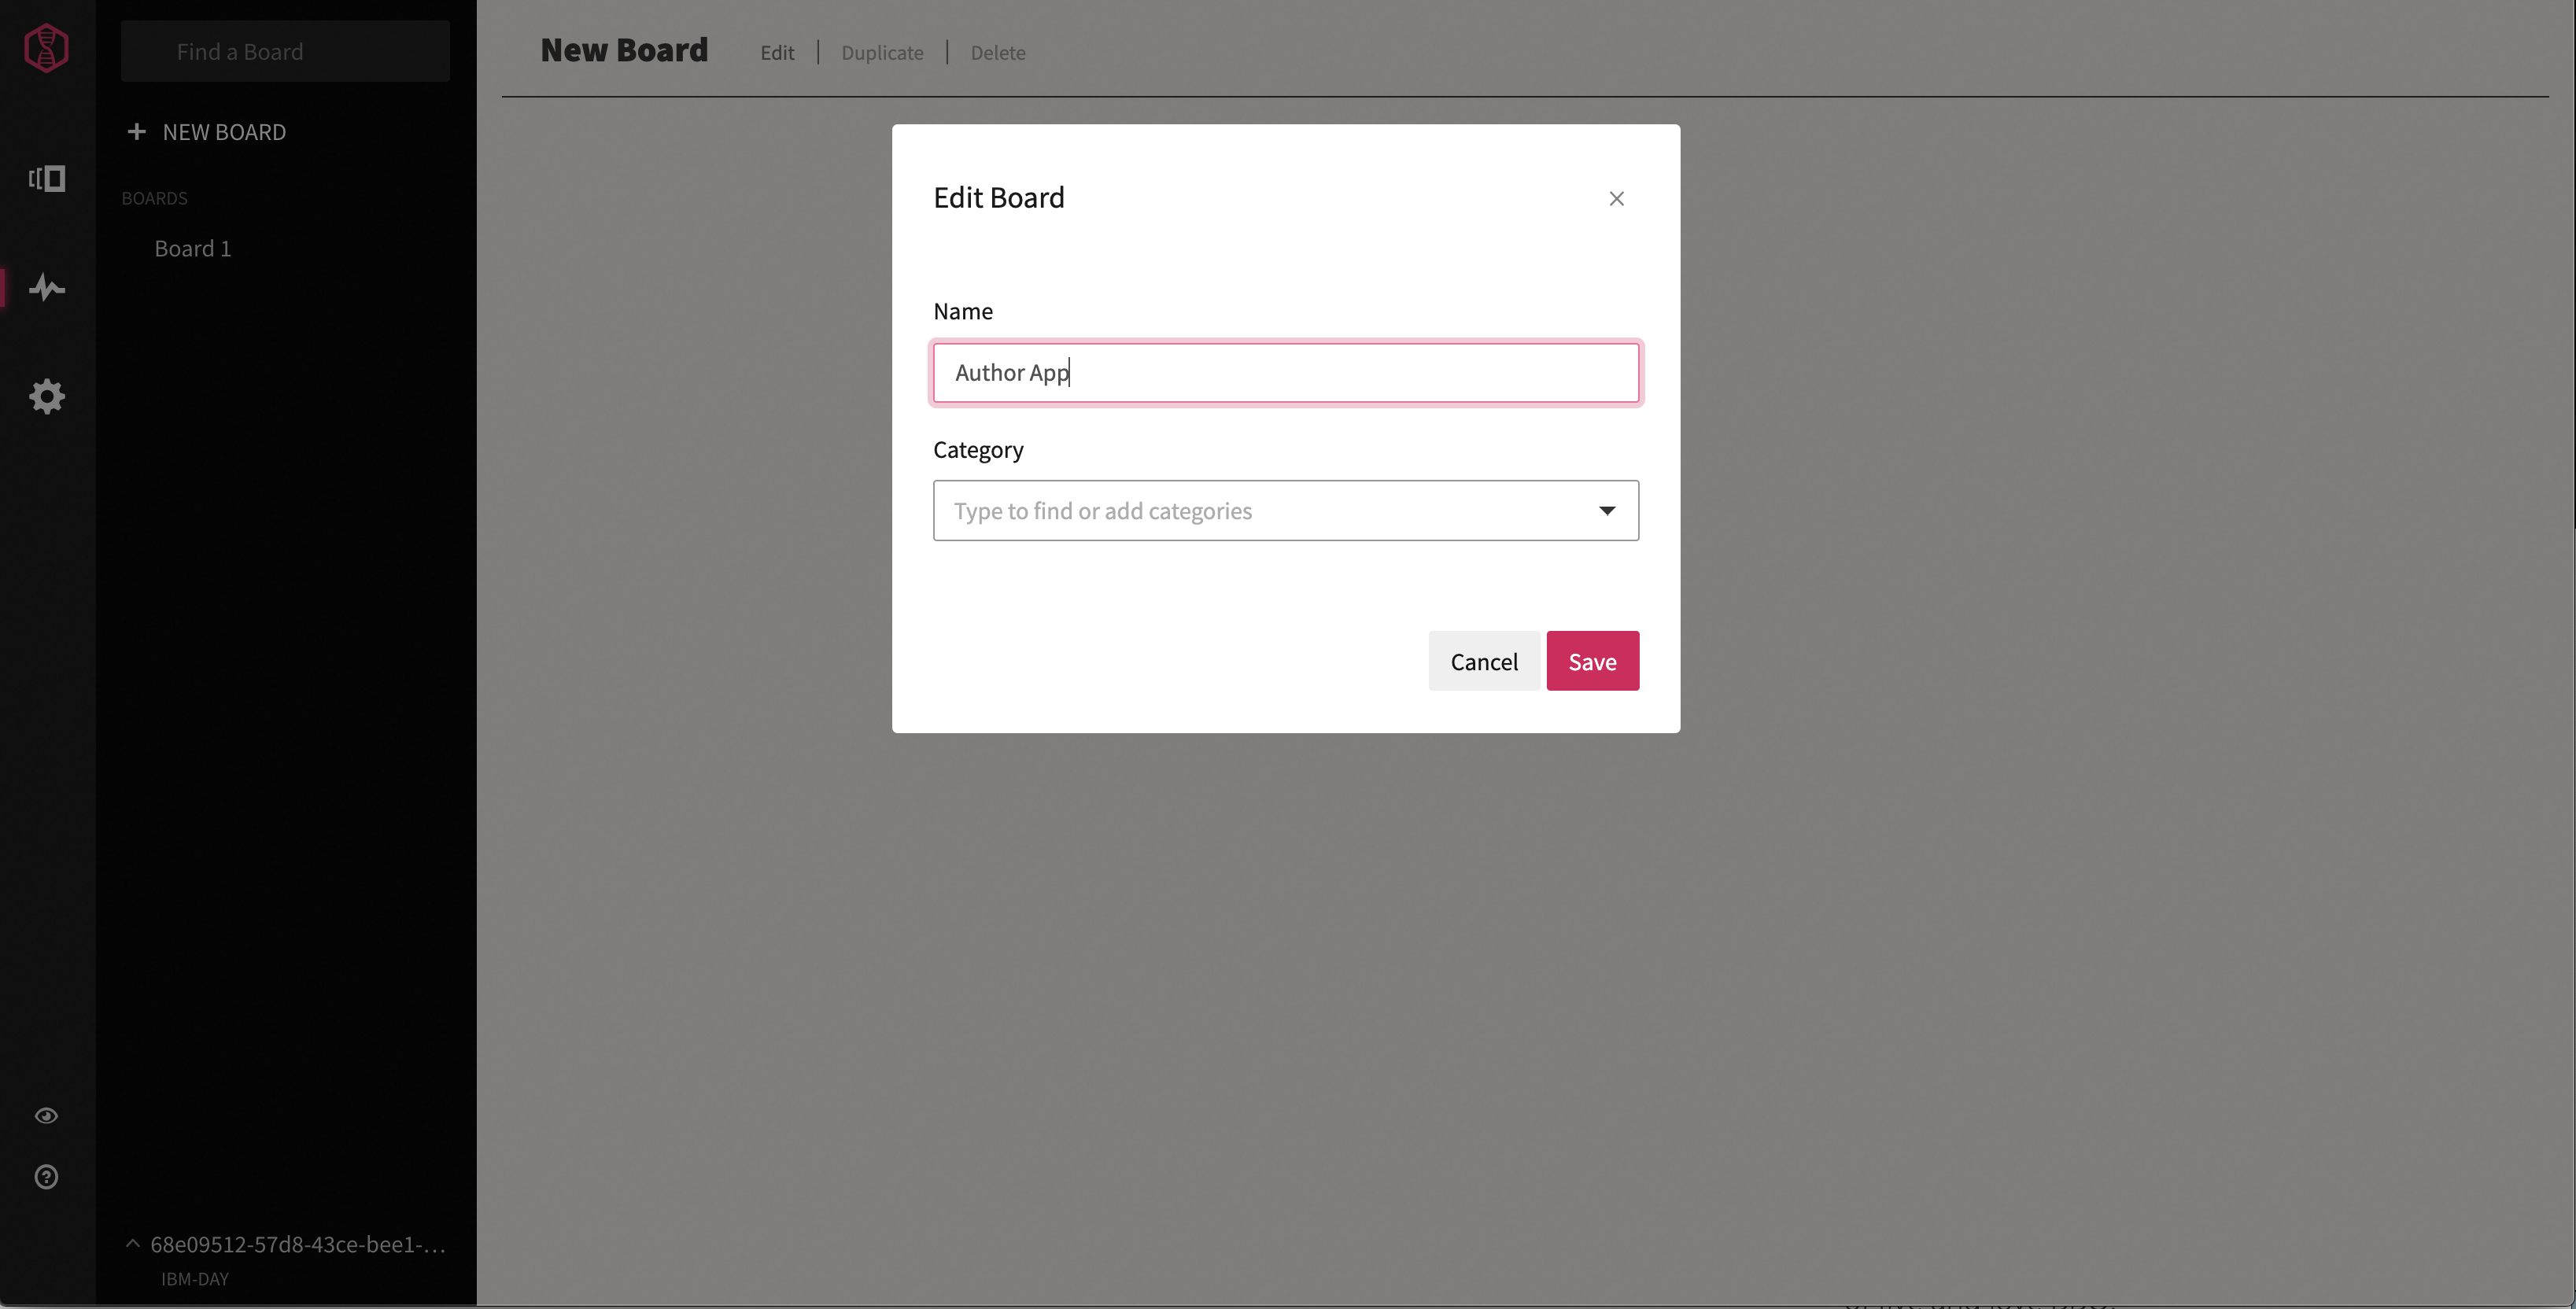 Find a Board
NEW BOARD
BOARDS
Board 1
68e09512-57d8-43ce-bee1-...
IBM-DAY
New Board Edit | Duplicate | Delete
Edit Board
Name
Author App
Category
Type to find or add categories
Cancel Save